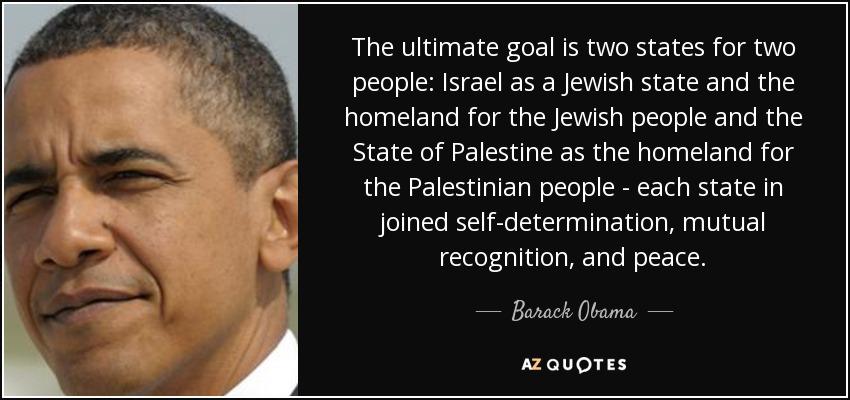 The ultimate goal is two states for two
people: Israel as a Jewish state and the
homeland for the Jewish people and the
State of Palestine as the homeland for
the Palestinian people - each state in
joined self-determination, mutual
recognition, and peace.
Barack Obama
AZ QUOTES